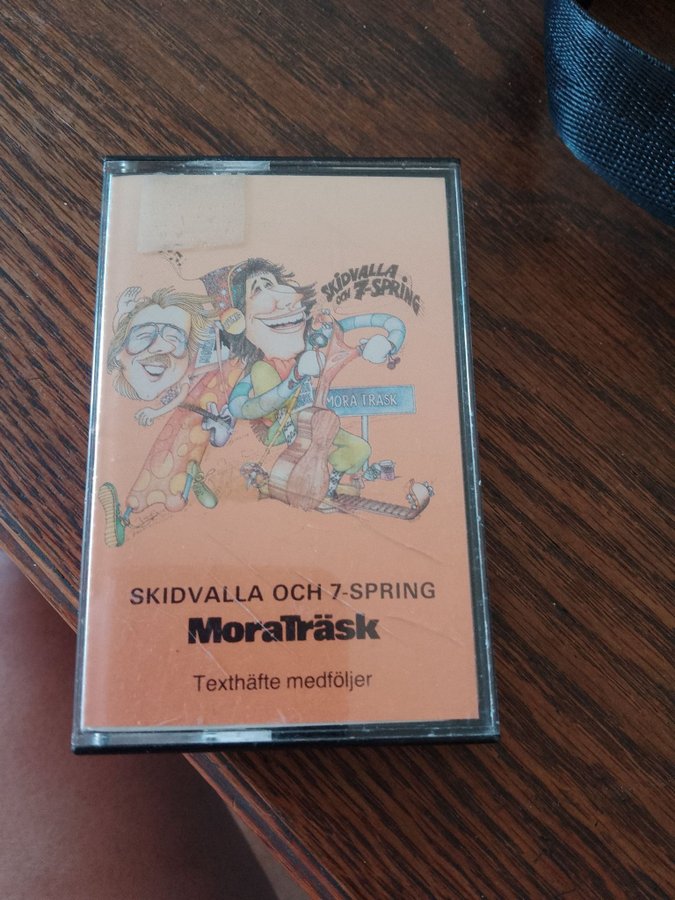 SKIDVALLA
OCH 7-SPRING
MORA TRÄSK
SKIDVALLA OCH 7-SPRING
MoraTräsk
Texthäfte medföljer